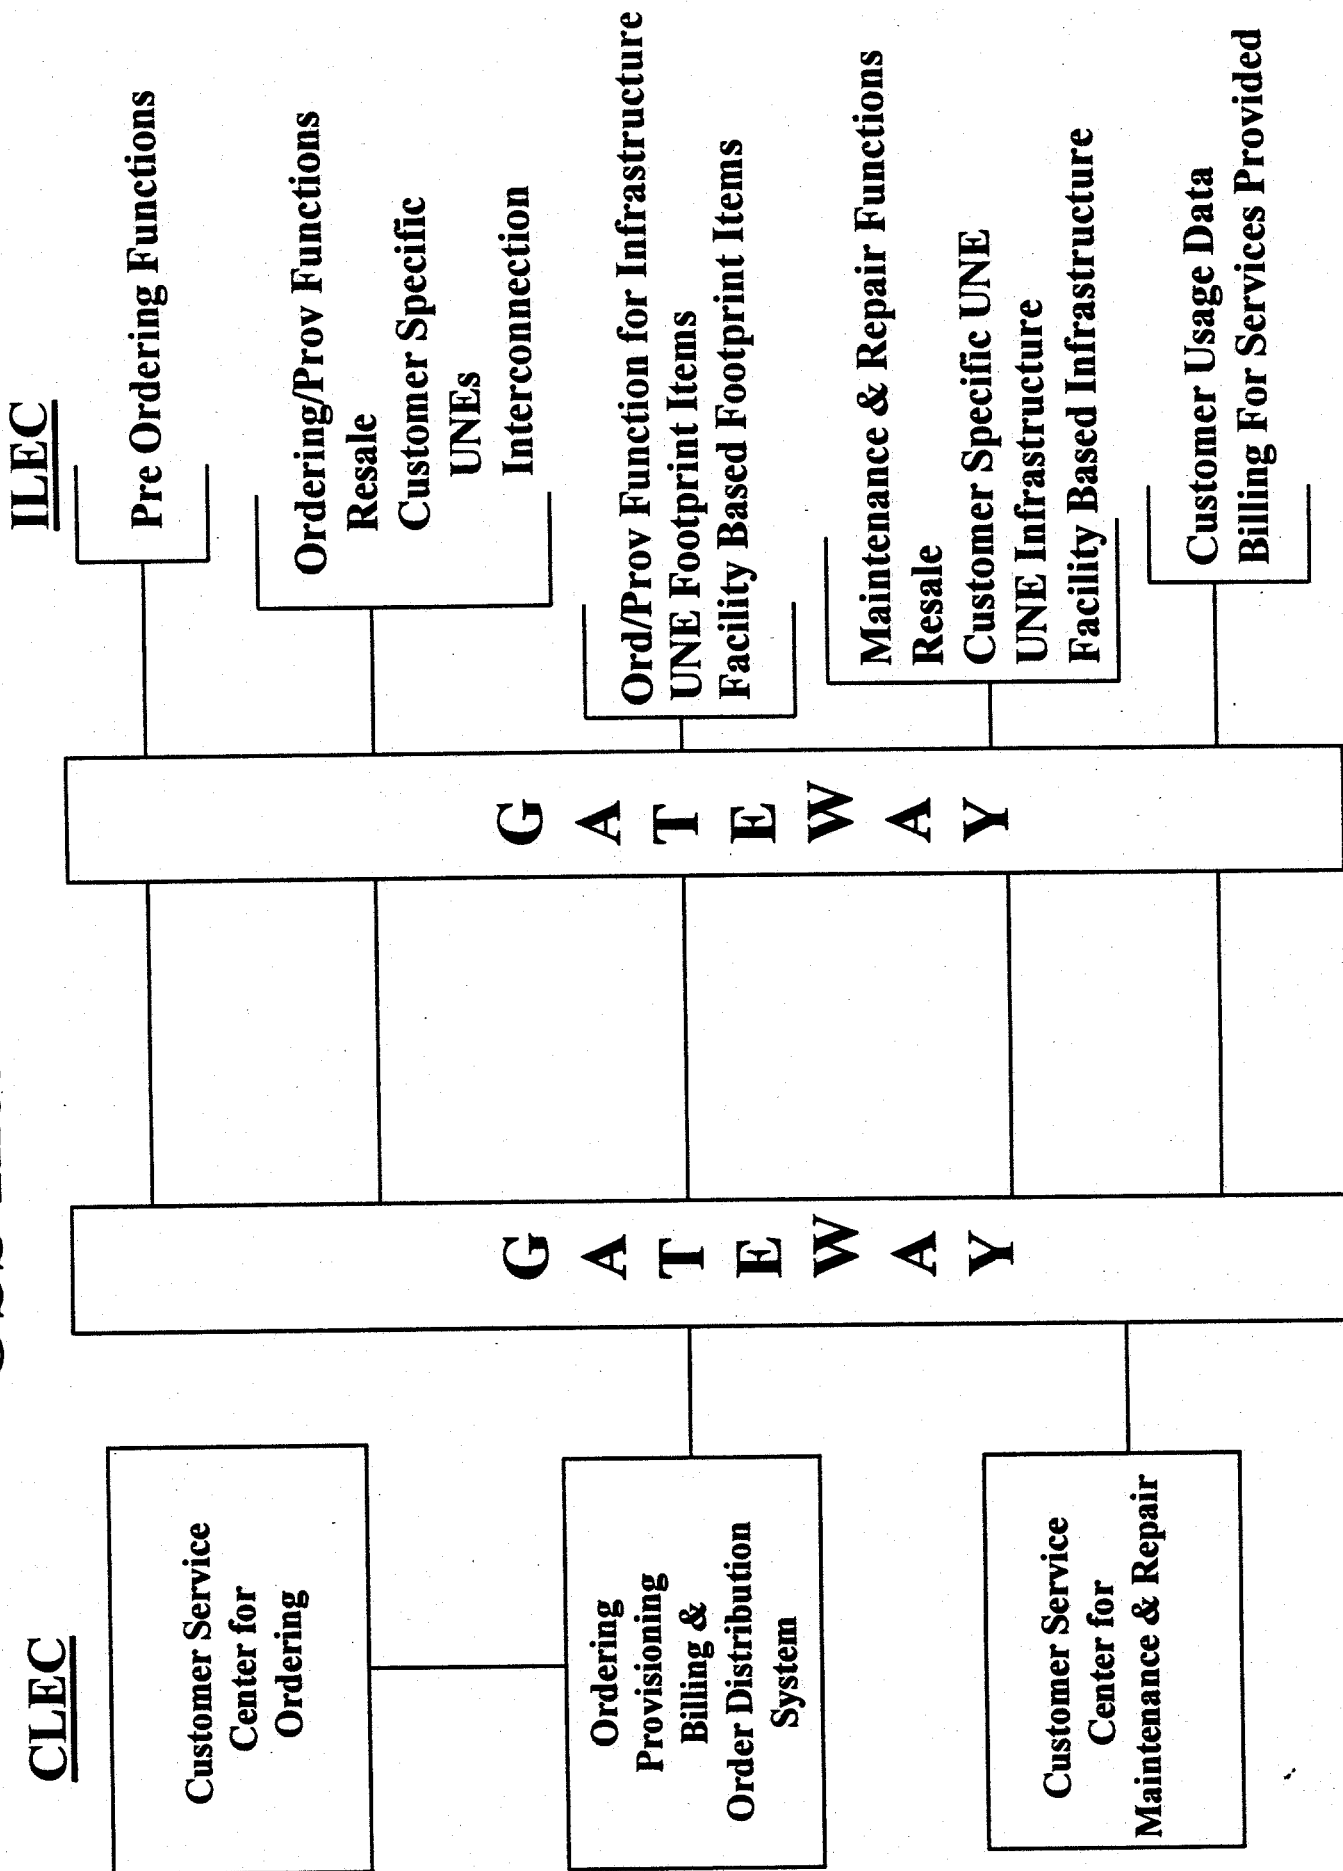 CLEC
ILEC
Customer Service
Center for
Ordering
Ordering
Provisioning
Billing &
Order Distribution
System
Customer Service
Center for
Maintenance & Repair
G
A
T
E
W
A
Y
G
A
T
E
W
A
Y
Pre Ordering Functions
Ordering/Prov Functions
Resale
Customer Specific
UNEs
Interconnection
Ord/Prov Function for Infrastructure
UNE Footprint Items
Facility Based Footprint Items
Maintenance & Repair Functions
Resale
Customer Specific UNE
UNE Infrastructure
Facility Based Infrastructure
Customer Usage Data
Billing For Services Provided